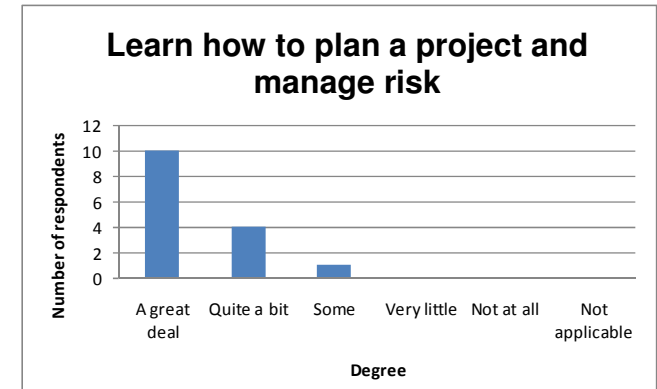 Learn how to plan a project and
manage risk
Number of respondents
12
10
8
6
4
2
0
A great
deal
Quite a bit
Some
Very little
Not at all
Not
applicable
Degree